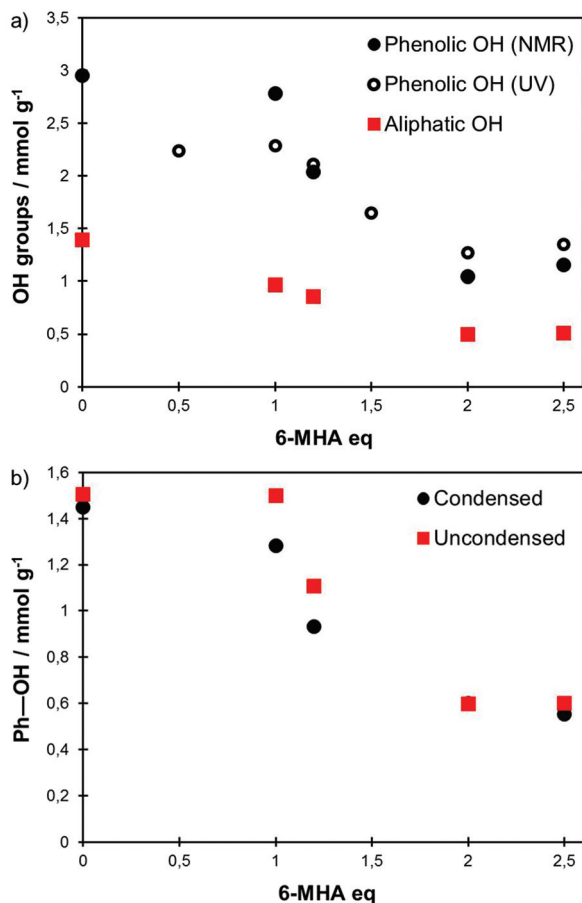 a)
3,5
Phenolic OH (NMR)
3
Phenolic OH (UV)
2,5
Aliphatic OH
2
1,5
1
0,5
0
OH groups / mmol g⁻¹
0 0,5 1 1,5 2 2,5
6-MHA eq
b)
1,6
Condensed
1,4
Uncondensed
1,2
1
0,8
0,6
0,4
0,2
0
Ph—OH / mmol g⁻¹
0 0,5 1 1,5 2 2,5
6-MHA eq